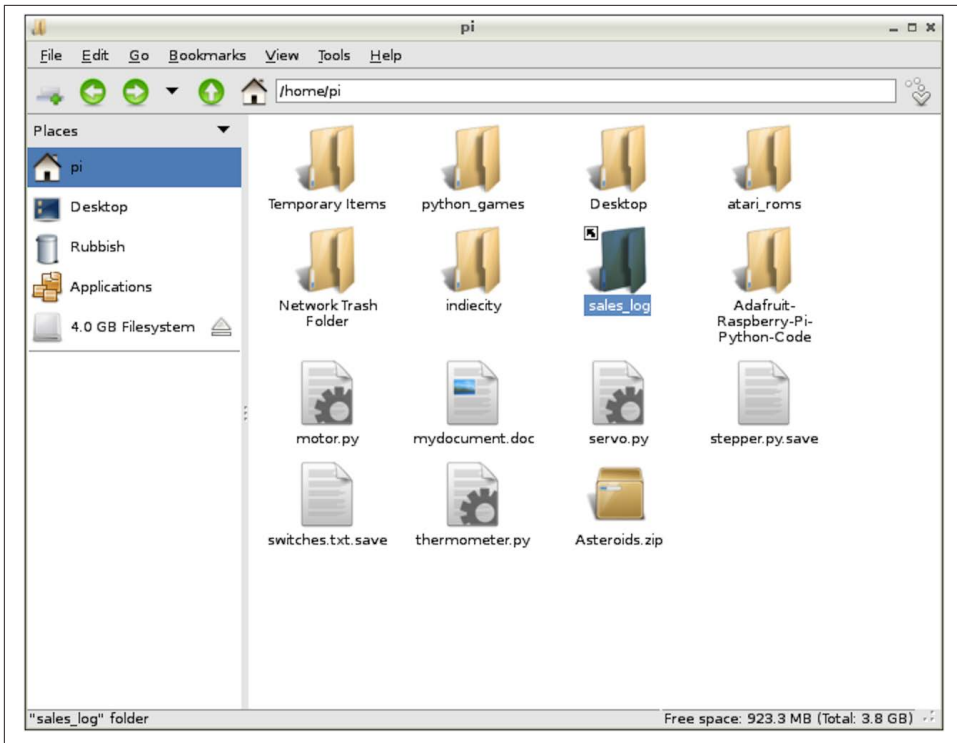 pi
File Edit Go Bookmarks View Tools Help
/home/pi
Places
pi
Desktop
Rubbish
Applications
4.0 GB Filesystem
Temporary Items python_games Desktop atari_roms
Network Trash Folder indiecity sales_log Adafruit-Raspberry-Pi-Python-Code
motor.py mydocument.doc servo.py stepper.py.save
switches.txt.save thermometer.py Asteroids.zip
"sales_log" folder Free space: 923.3 MB (Total: 3.8 GB)